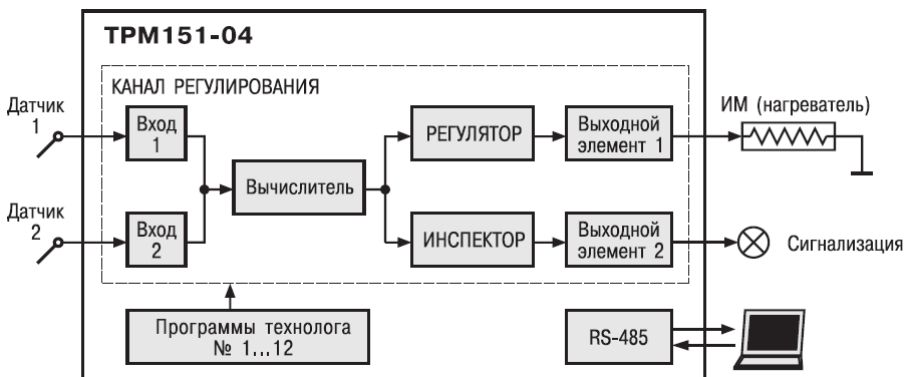 ТРМ151-04
КАНАЛ РЕГУЛИРОВАНИЯ
Датчик
1
Вход
1
Датчик
2
Вход
2
Вычислитель
РЕГУЛЯТОР
Выходной
элемент 1
ИМ (нагреватель)
ИНСПЕКТОР
Выходной
элемент 2
Сигнализация
Программы технолога
№ 1...12
RS-485